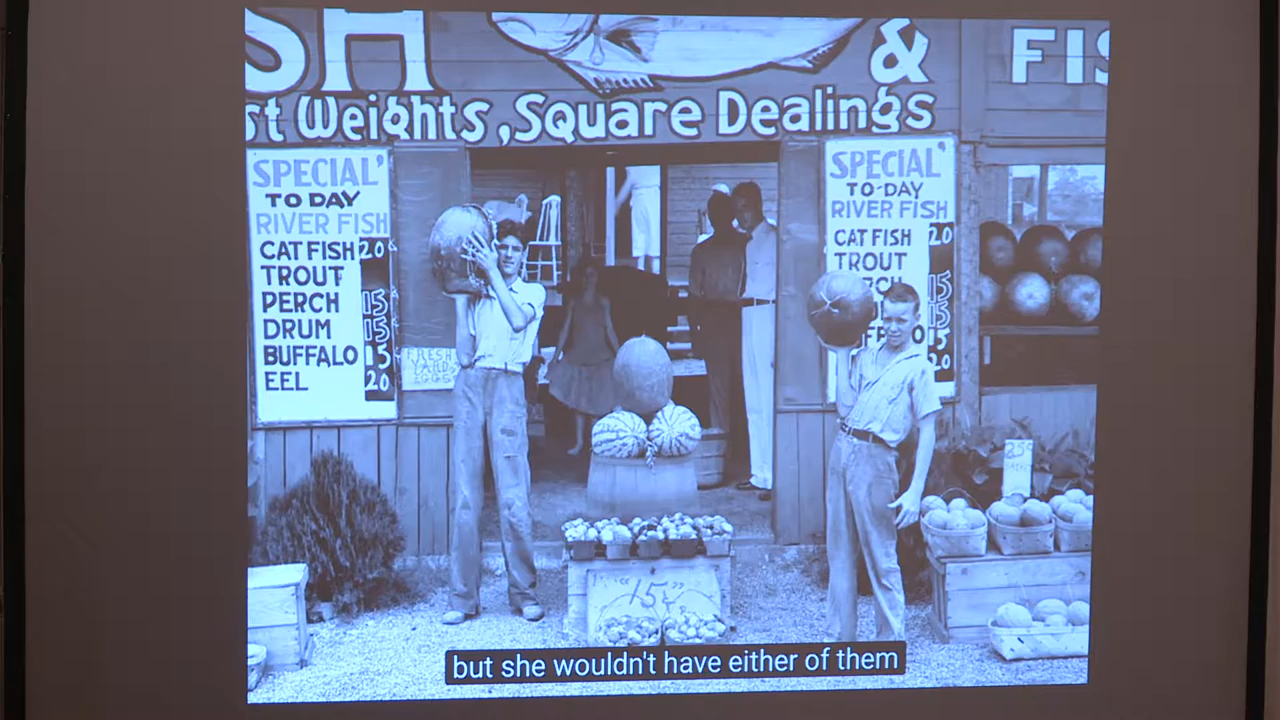 SH & FIS
st Weights, Square Dealings
SPECIAL'
TO DAY
RIVER FISH
CAT FISH 20¢
TROUT
PERCH 15
DRUM 15
BUFFALO 15
EEL 20
SPECIAL'
TO-DAY
RIVER FISH
CAT FISH 20
TROUT
15
15
20
FRESH
YARD
EGGS
25¢
"15¢"
but she wouldn't have either of them